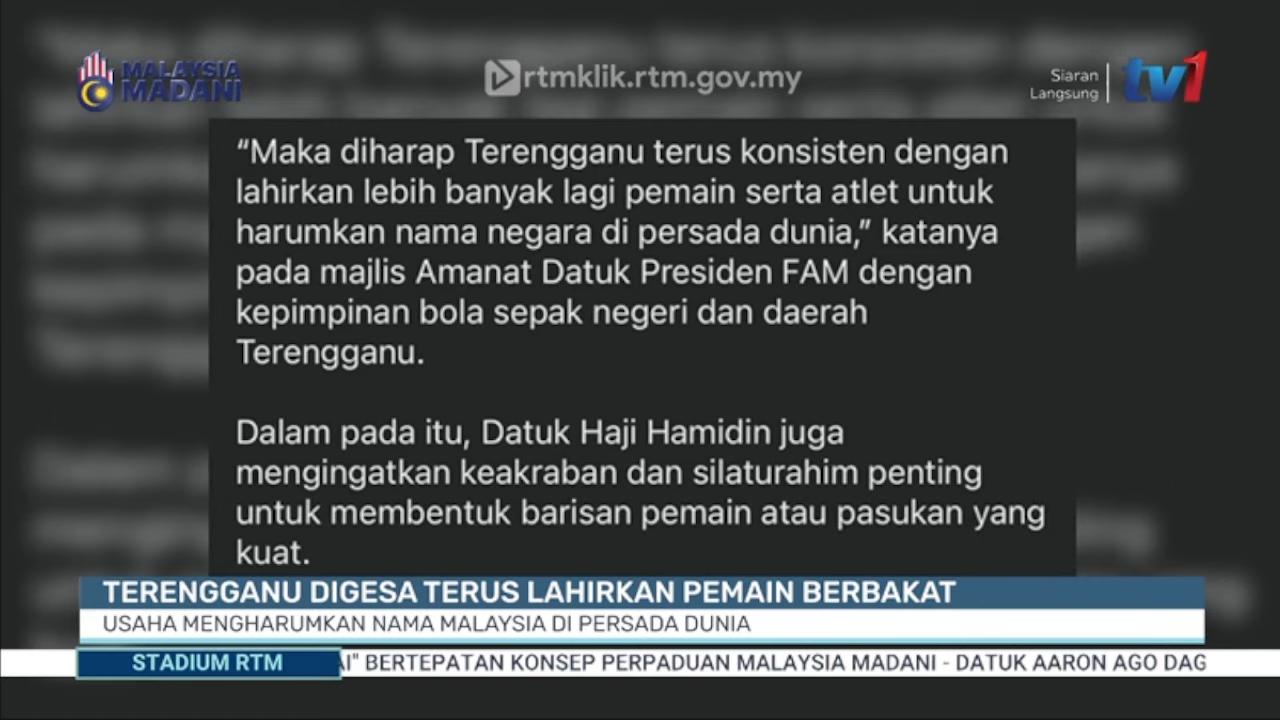 MALAYSIA
MADANI
rtmklik.rtm.gov.my
Siaran
Langsung
tv1
“Maka diharap Terengganu terus konsisten dengan
lahirkan lebih banyak lagi pemain serta atlet untuk
harumkan nama negara di persada dunia,” katanya
pada majlis Amanat Datuk Presiden FAM dengan
kepimpinan bola sepak negeri dan daerah
Terengganu.
Dalam pada itu, Datuk Haji Hamidin juga
mengingatkan keakraban dan silaturahim penting
untuk membentuk barisan pemain atau pasukan yang
kuat.
TERENGGANU DIGESA TERUS LAHIRKAN PEMAIN BERBAKAT
USAHA MENGHARUMKAN NAMA MALAYSIA DI PERSADA DUNIA
STADIUM RTM
" BERTEPATAN KONSEP PERPADUAN MALAYSIA MADANI - DATUK AARON AGO DAG